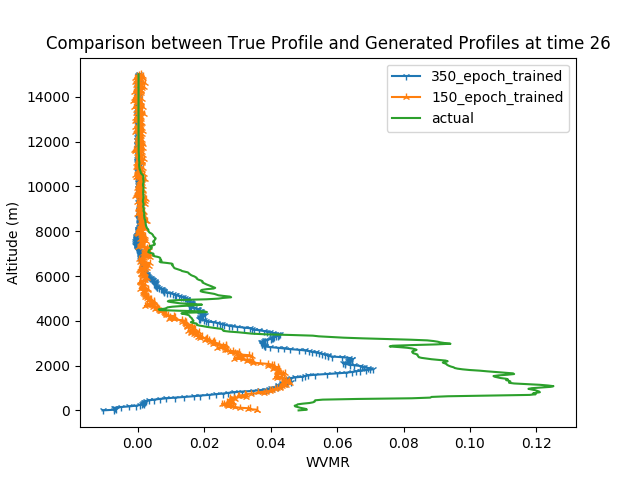 Comparison between True Profile and Generated Profiles at time 26
350_epoch_trained
150_epoch_trained
actual
Altitude (m)
14000
12000
10000
8000
6000
4000
2000
0
0.00 0.02 0.04 0.06 0.08 0.10 0.12
WVMR